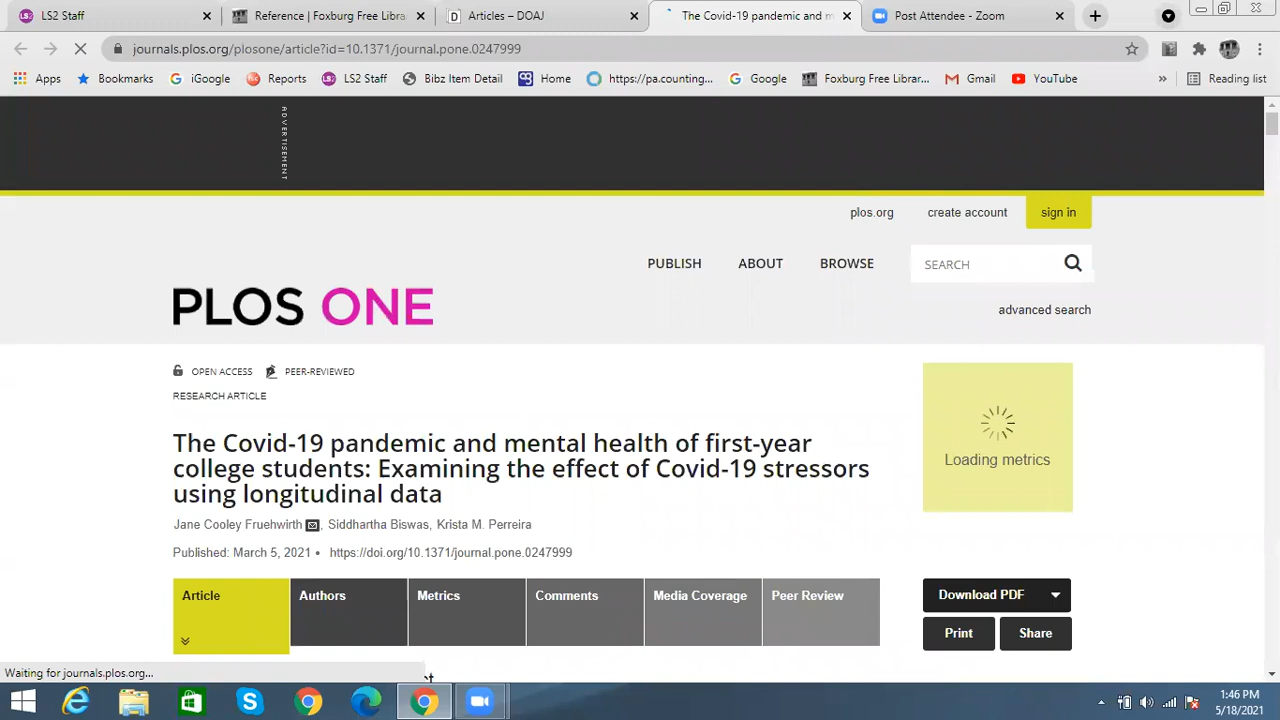 LS2 Staff
Reference | Foxburg Free Libra
Articles – DOAJ
The Covid-19 pandemic and m
Post Attendee - Zoom
journals.plos.org/plosone/article?id=10.1371/journal.pone.0247999
Apps
Bookmarks
iGoogle
Reports
LS2 Staff
Bibz Item Detail
Home
https://pa.counting...
Google
Foxburg Free Librar...
Gmail
YouTube
»
Reading list
ADVERTISEMENT
plos.org
create account
sign in
PUBLISH
ABOUT
BROWSE
SEARCH
advanced search
PLOS ONE
OPEN ACCESS
PEER-REVIEWED
RESEARCH ARTICLE
The Covid-19 pandemic and mental health of first-year
college students: Examining the effect of Covid-19 stressors
using longitudinal data
Jane Cooley Fruehwirth , Siddhartha Biswas, Krista M. Perreira
Published: March 5, 2021 • https://doi.org/10.1371/journal.pone.0247999
Loading metrics
Article
Authors
Metrics
Comments
Media Coverage
Peer Review
Download PDF
Print
Share
Waiting for journals.plos.org...
1:46 PM
5/18/2021